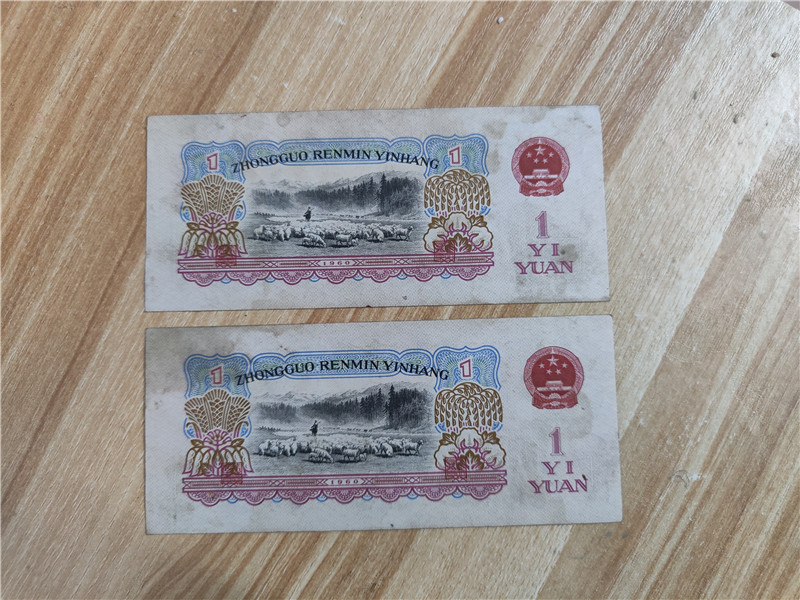 1 ZHONGGUO RENMIN YINHANG 1
1960
1
YI
YUAN
1 ZHONGGUO RENMIN YINHANG 1
1960
1
YI
YUAN